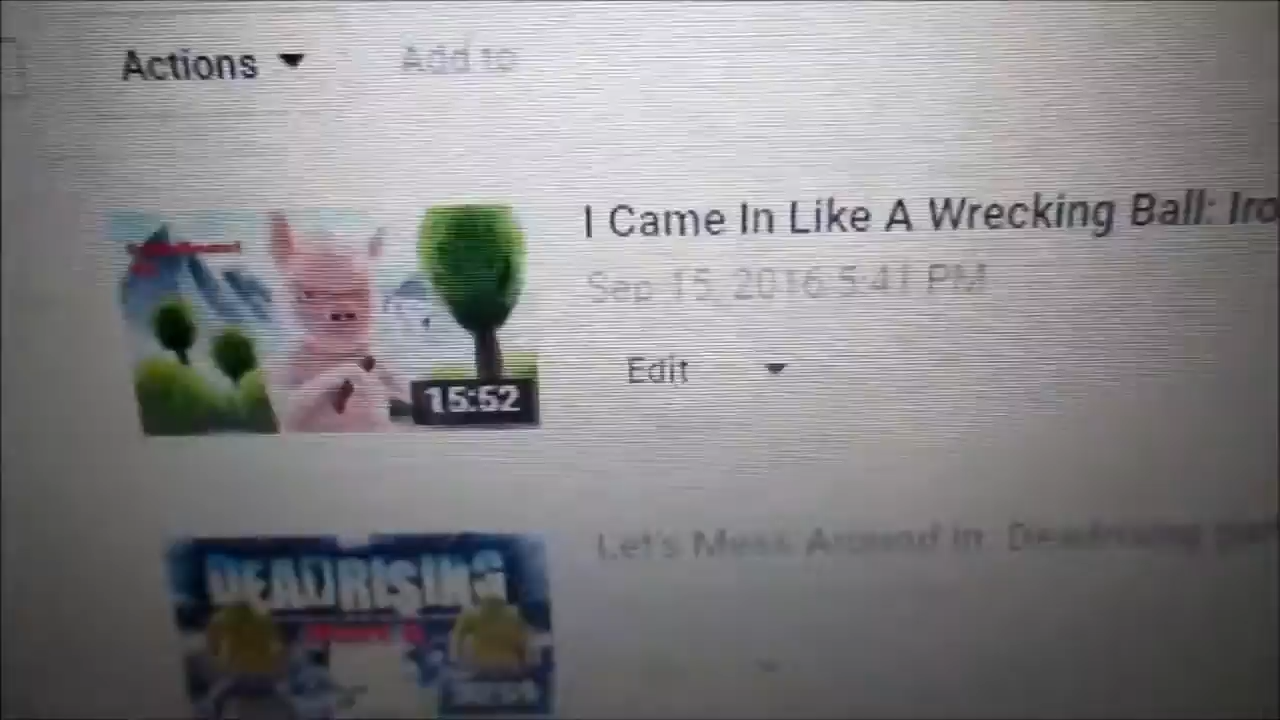 Actions
Add to
I Came In Like A Wrecking Ball: Iro
Sep 15, 2016 5:41 PM
Edit
15:52
Let's Mess Around In: Deadrising
DEADRISING